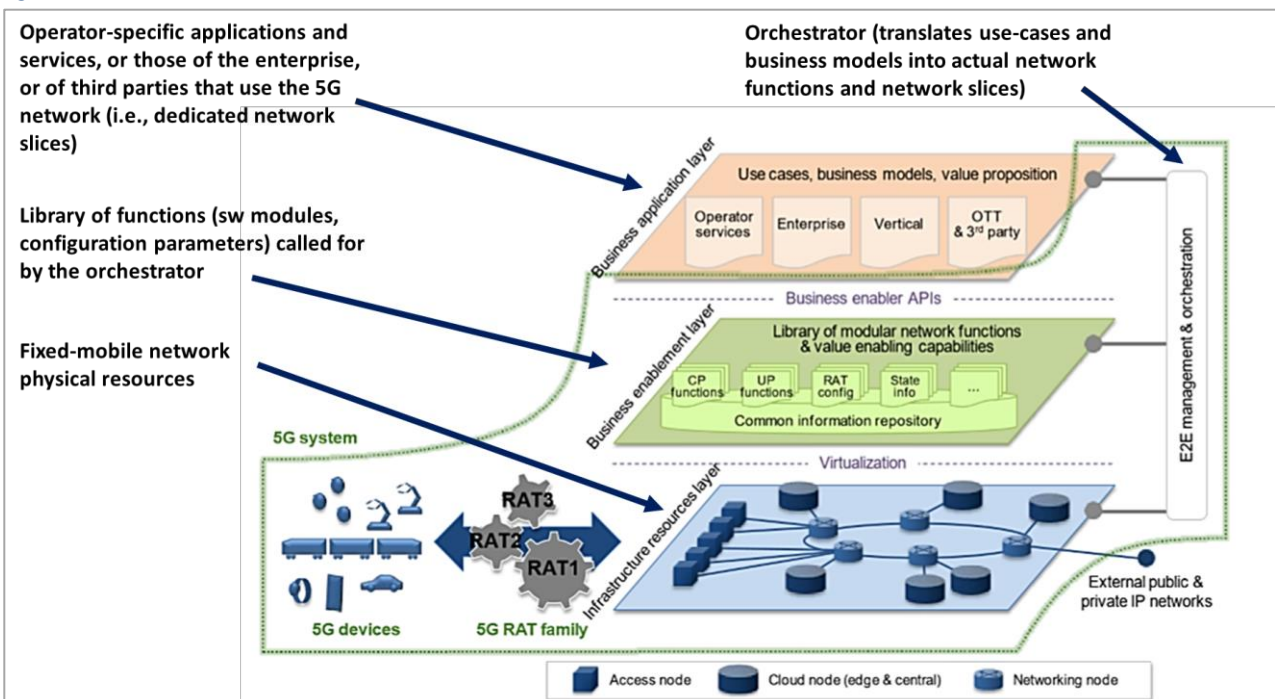 Operator-specific applications and
services, or those of the enterprise,
or of third parties that use the 5G
network (i.e., dedicated network
slices)
Orchestrator (translates use-cases and
business models into actual network
functions and network slices)
Library of functions (sw modules,
configuration parameters) called for
by the orchestrator
Fixed-mobile network
physical resources
Business application layer
Use cases, business models, value proposition
Operator
services
Enterprise
Vertical
OTT
& 3rd party
Business enabler APIs
Business enablement layer
Library of modular network functions
& value enabling capabilities
CP
functions
UP
functions
RAT
config
State
info
...
Common information repository
Virtualization
Infrastructure resources layer
E2E management & orchestration
5G system
RAT3
RAT2
RAT1
5G devices
5G RAT family
External public &
private IP networks
Access node
Cloud node (edge & central)
Networking node